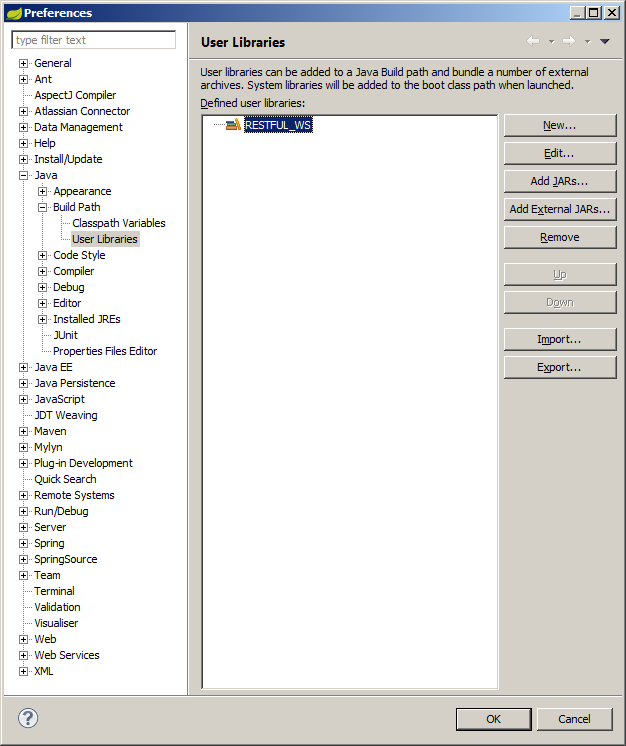 Preferences
type filter text
General
Ant
AspectJ Compiler
Atlassian Connector
Data Management
Help
Install/Update
Java
Appearance
Build Path
Classpath Variables
User Libraries
Code Style
Compiler
Debug
Editor
Installed JREs
JUnit
Properties Files Editor
Java EE
Java Persistence
JavaScript
JDT Weaving
Maven
Mylyn
Plug-in Development
Quick Search
Remote Systems
Run/Debug
Server
Spring
SpringSource
Team
Terminal
Validation
Visualiser
Web
Web Services
XML
User Libraries
User libraries can be added to a Java Build path and bundle a number of external
archives. System libraries will be added to the boot class path when launched.
Defined user libraries:
RESTFUL_WS
New...
Edit...
Add JARs...
Add External JARs...
Remove
Up
Down
Import...
Export...
?
OK
Cancel